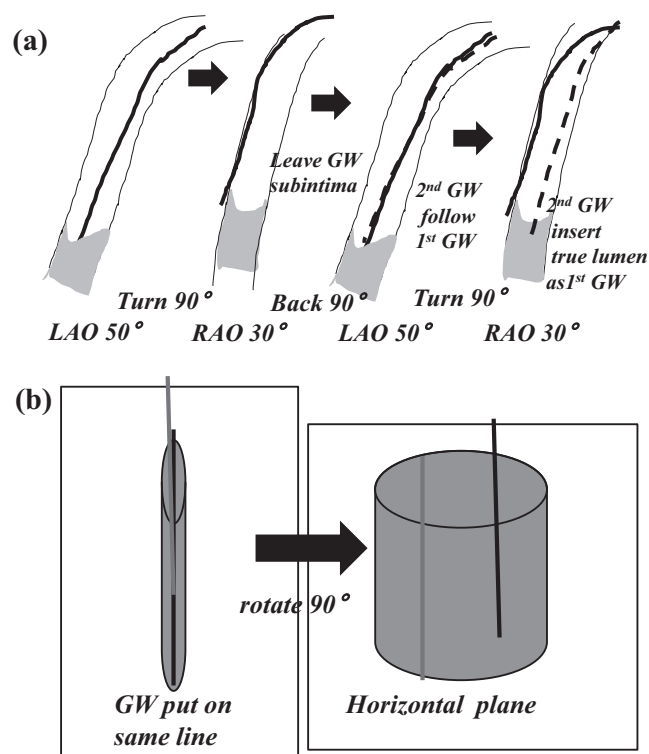 (a)
Leave GW
subintima
2nd GW
follow
1st GW
2nd GW
insert
true lumen
as1st GW
Turn 90°
Back 90°
Turn 90°
LAO 50°
RAO 30°
LAO 50°
RAO 30°
(b)
rotate 90°
GW put on
same line
Horizontal plane